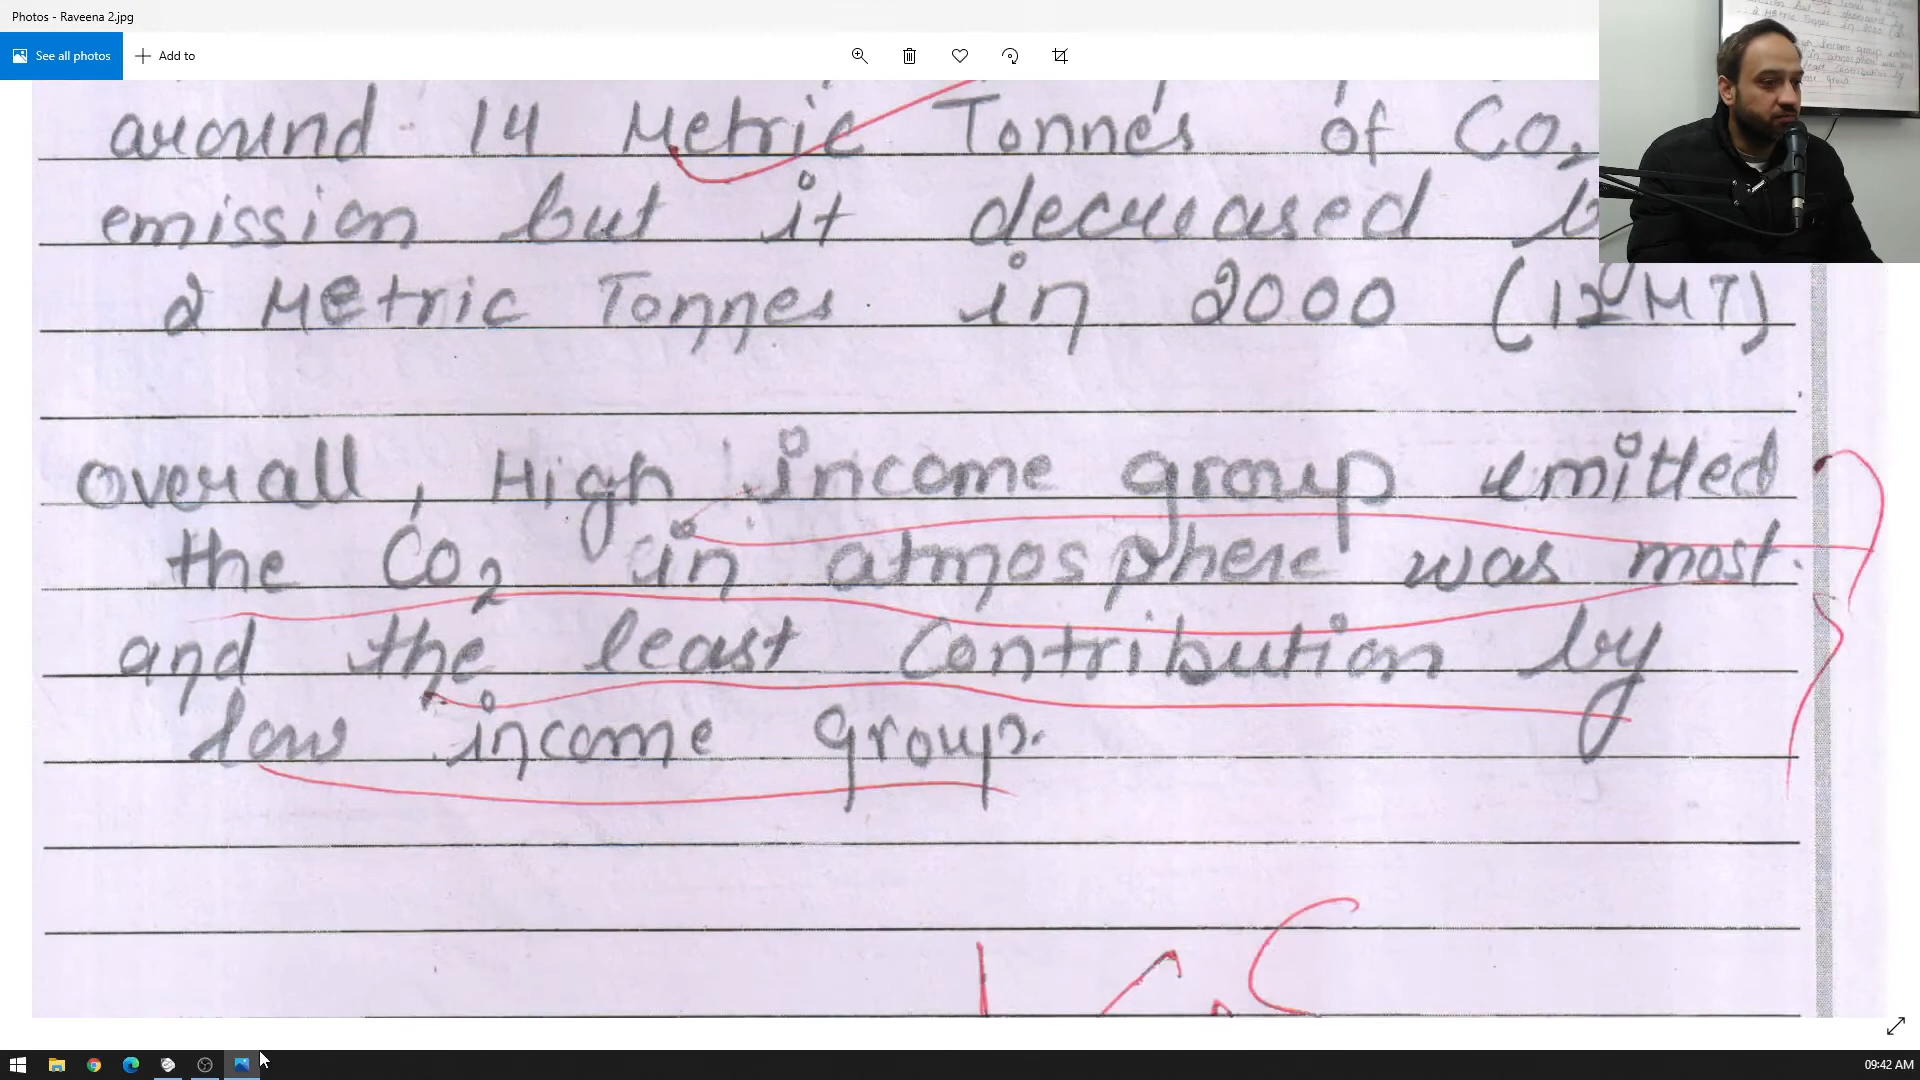 Photos - Raveena 2.jpg
See all photos
Add to
around 14 Metric Tonnes of CO2
emission but it decreased
2 Metric Tonnes in 2000 (12 MT)
overall, High income group emitted
the CO2 in atmosphere was most.
and the least Contribution by
low income group.
09:42 AM